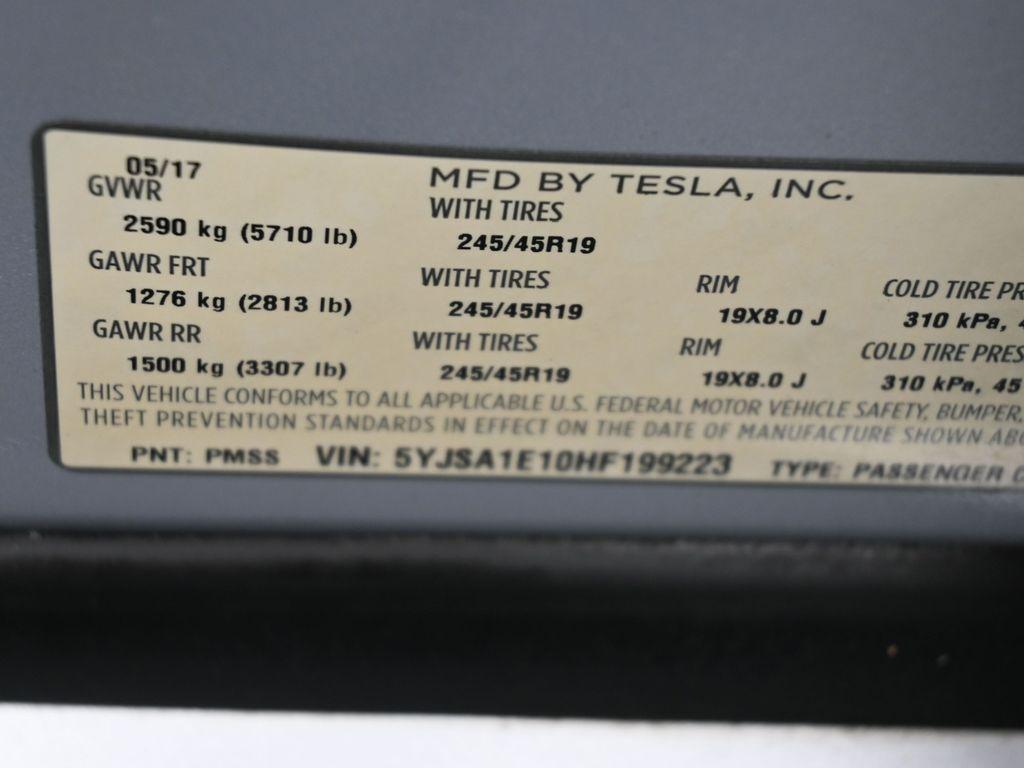 05/17 MFD BY TESLA, INC.
GVWR WITH TIRES
2590 kg (5710 lb) 245/45R19
GAWR FRT WITH TIRES RIM COLD TIRE PR
1276 kg (2813 lb) 245/45R19 19X8.0 J 310 kPa, 4
GAWR RR WITH TIRES RIM COLD TIRE PRES
1500 kg (3307 lb) 245/45R19 19X8.0 J 310 kPa, 45
THIS VEHICLE CONFORMS TO ALL APPLICABLE U.S. FEDERAL MOTOR VEHICLE SAFETY, BUMPER,
THEFT PREVENTION STANDARDS IN EFFECT ON THE DATE OF MANUFACTURE SHOWN ABO
PNT: PMSS VIN: 5YJSA1E10HF199223 TYPE: PASSENGER C